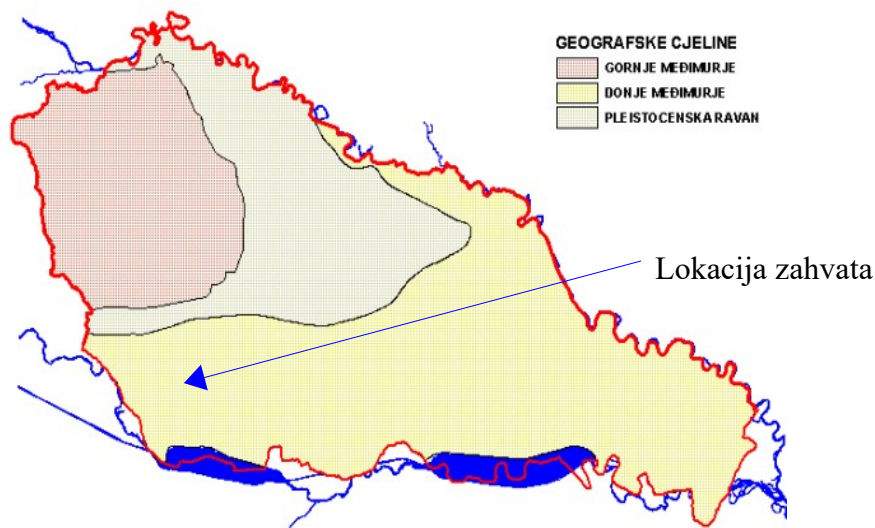 GEOGRAFSKE CJELINE
GORNJE MEĐIMURJE
DONJE MEĐIMURJE
PLEISTOCENSKA RAVAN
Lokacija zahvata